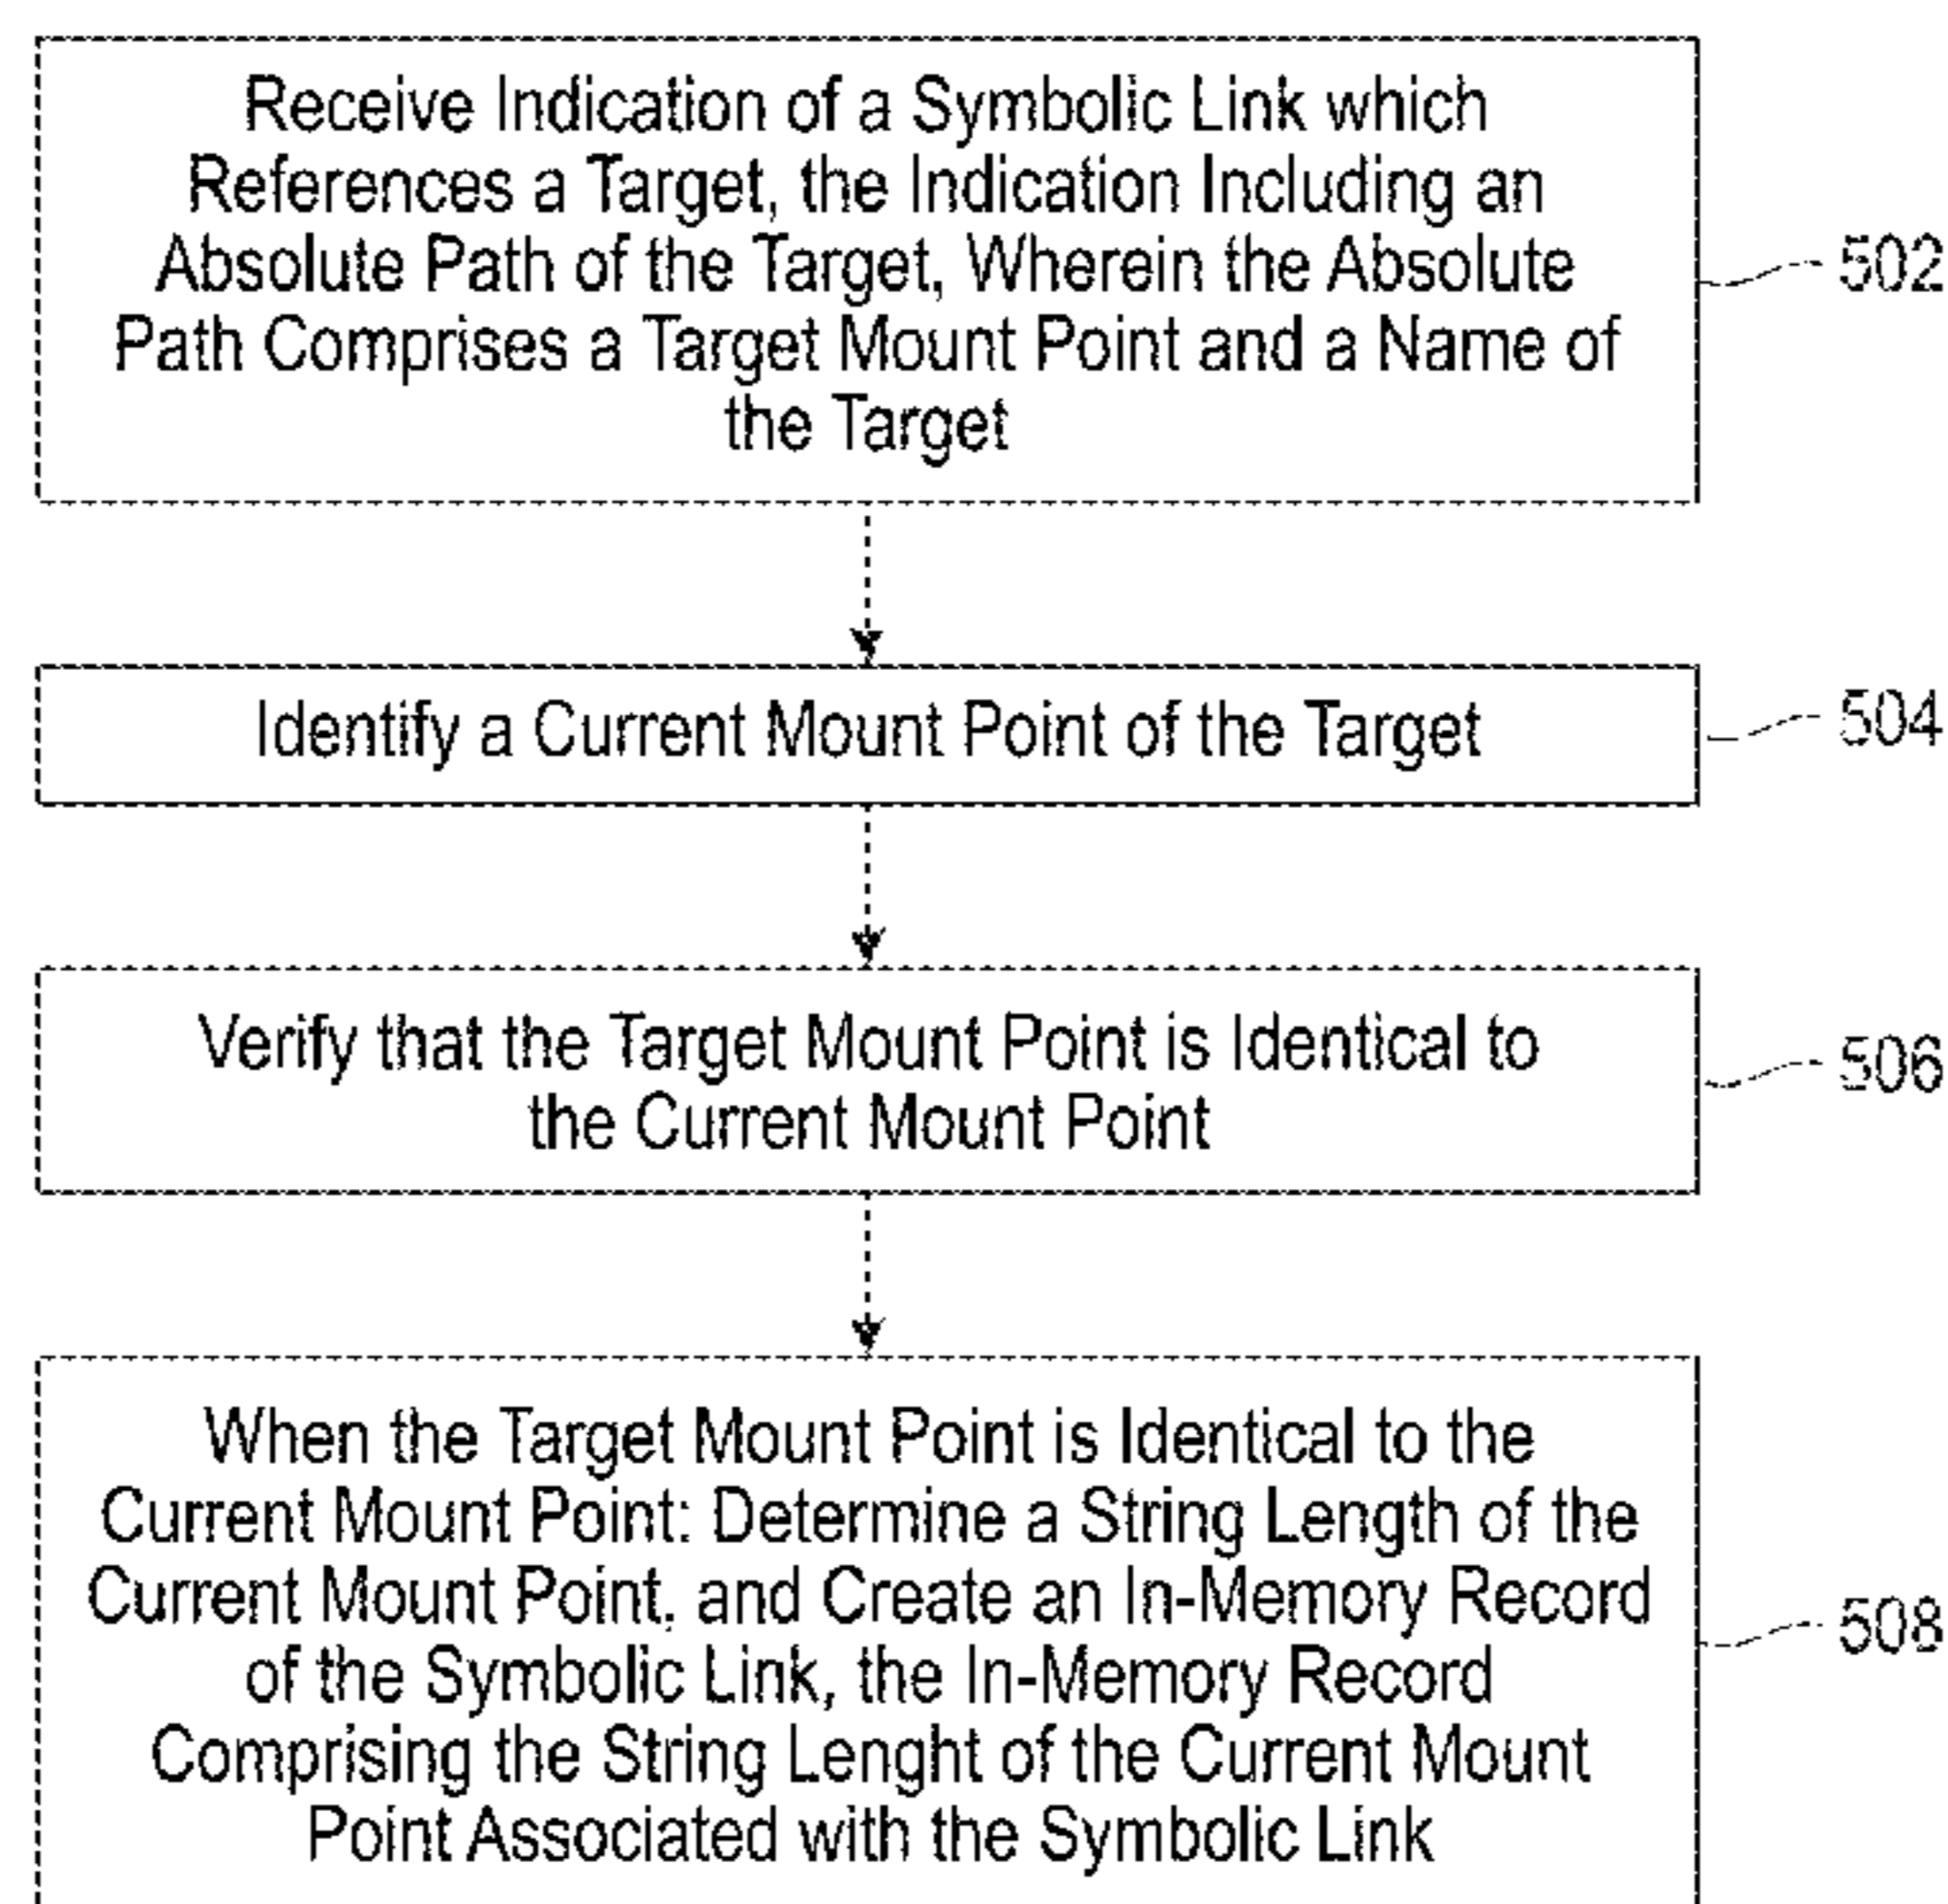 Receive Indication of a Symbolic Link which
References a Target, the Indication Including an
Absolute Path of the Target, Wherein the Absolute
Path Comprises a Target Mount Point and a Name of
the Target
502
Identify a Current Mount Point of the Target
504
Verify that the Target Mount Point is Identical to
the Current Mount Point
506
When the Target Mount Point is Identical to the
Current Mount Point: Determine a String Length of the
Current Mount Point, and Create an In-Memory Record
of the Symbolic Link, the In-Memory Record
Comprising the String Lenght of the Current Mount
Point Associated with the Symbolic Link
508